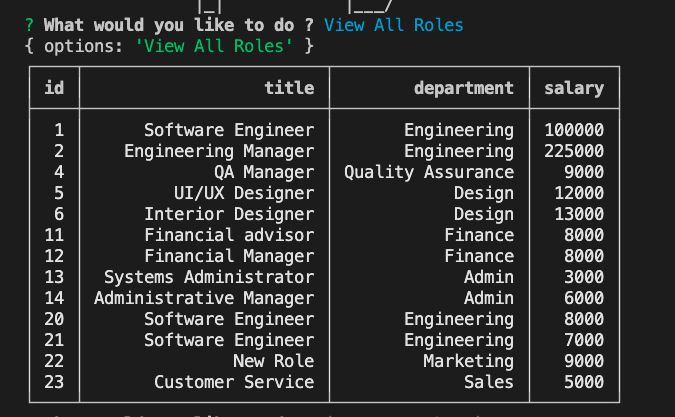 ? What would you like to do ? View All Roles
{ options: 'View All Roles' }
id title department salary
1 Software Engineer Engineering 100000
2 Engineering Manager Engineering 225000
4 QA Manager Quality Assurance 9000
5 UI/UX Designer Design 12000
6 Interior Designer Design 13000
11 Financial advisor Finance 8000
12 Financial Manager Finance 8000
13 Systems Administrator Admin 3000
14 Administrative Manager Admin 6000
20 Software Engineer Engineering 8000
21 Software Engineer Engineering 7000
22 New Role Marketing 9000
23 Customer Service Sales 5000